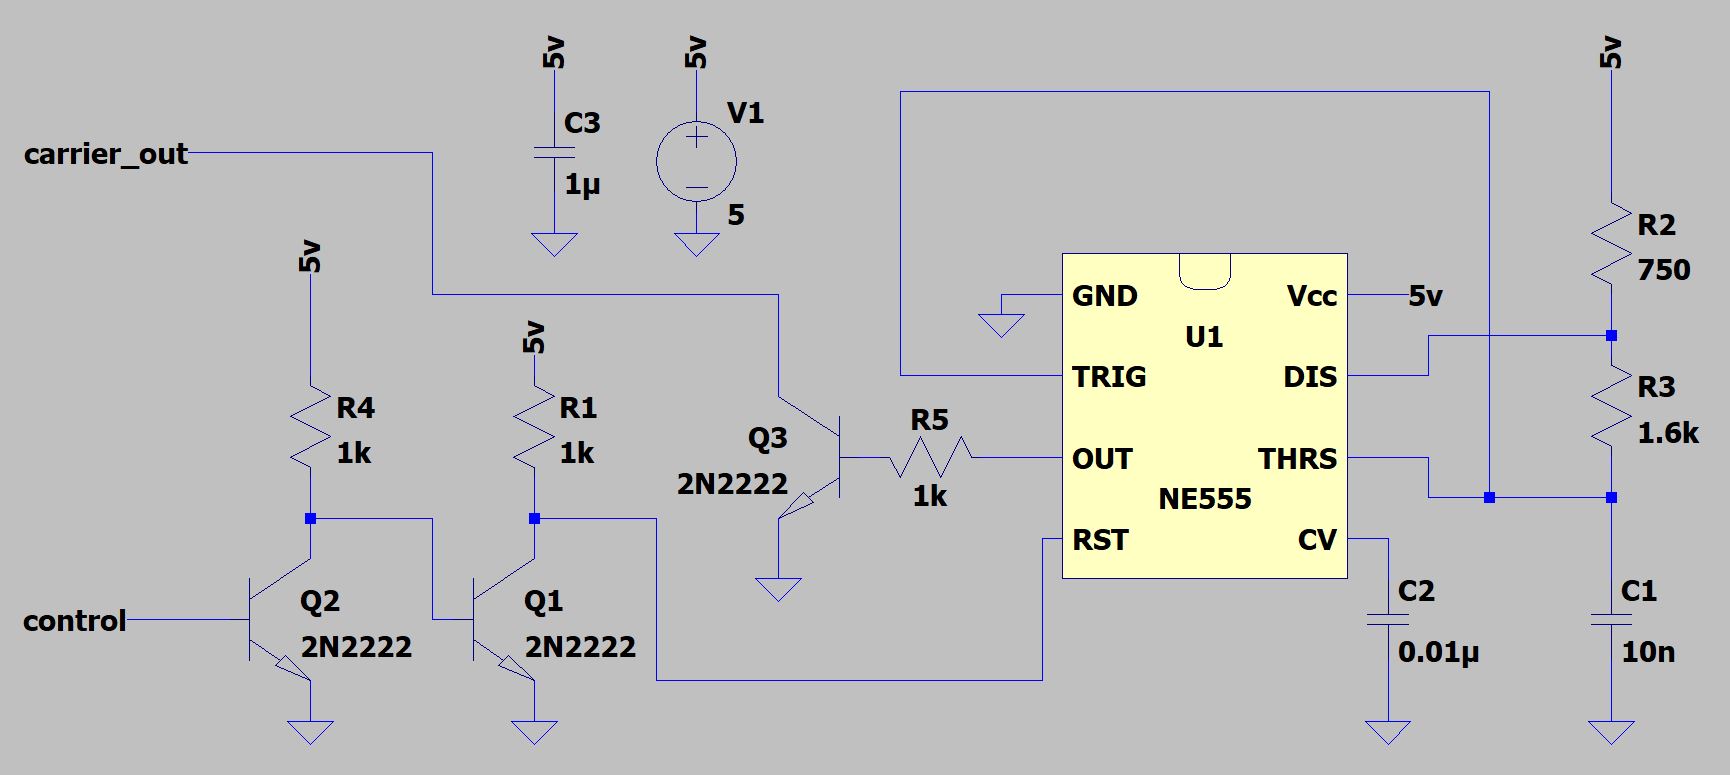 5v
5v
5v
C3
1µ
V1
5
carrier_out
5v
R4
1k
5v
R1
1k
Q3
2N2222
R5
1k
GND
Vcc
5v
U1
TRIG
DIS
OUT
THRS
NE555
RST
CV
R2
750
R3
1.6k
control
Q2
2N2222
Q1
2N2222
C2
0.01µ
C1
10n